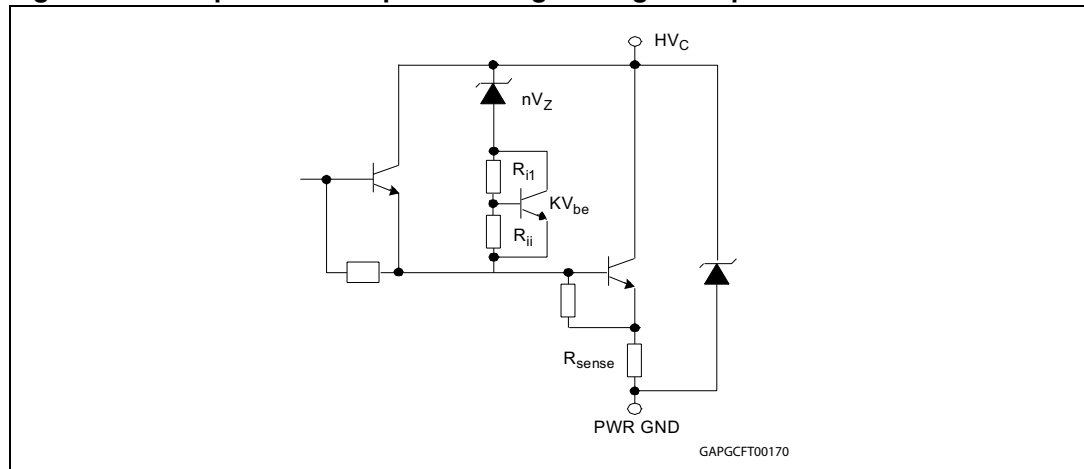 HVC
nVZ
Ri1
KVbe
Rii
Rsense
PWR GND
GAPGCFT00170